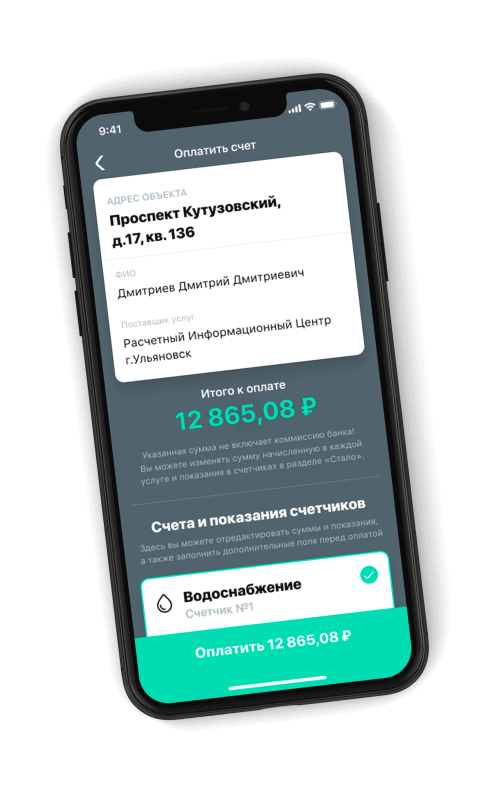 9:41
Оплатить счет
АДРЕС ОБЪЕКТА
Проспект Кутузовский,
д.17, кв. 136
ФИО
Дмитриев Дмитрий Дмитриевич
Поставщик услуг
Расчетный Информационный Центр
г.Ульяновск
Итого к оплате
12 865,08 ₽
Указанная сумма не включает коммиссию банка!
Вы можете изменять сумму начисленную в каждой
услуге и показания в счетчиках в разделе «Стало».
Счета и показания счетчиков
Здесь вы можете отредактировать суммы и показания,
а также заполнить дополнительные поля перед оплатой
Водоснабжение
Счетчик №1
Оплатить 12 865,08 ₽